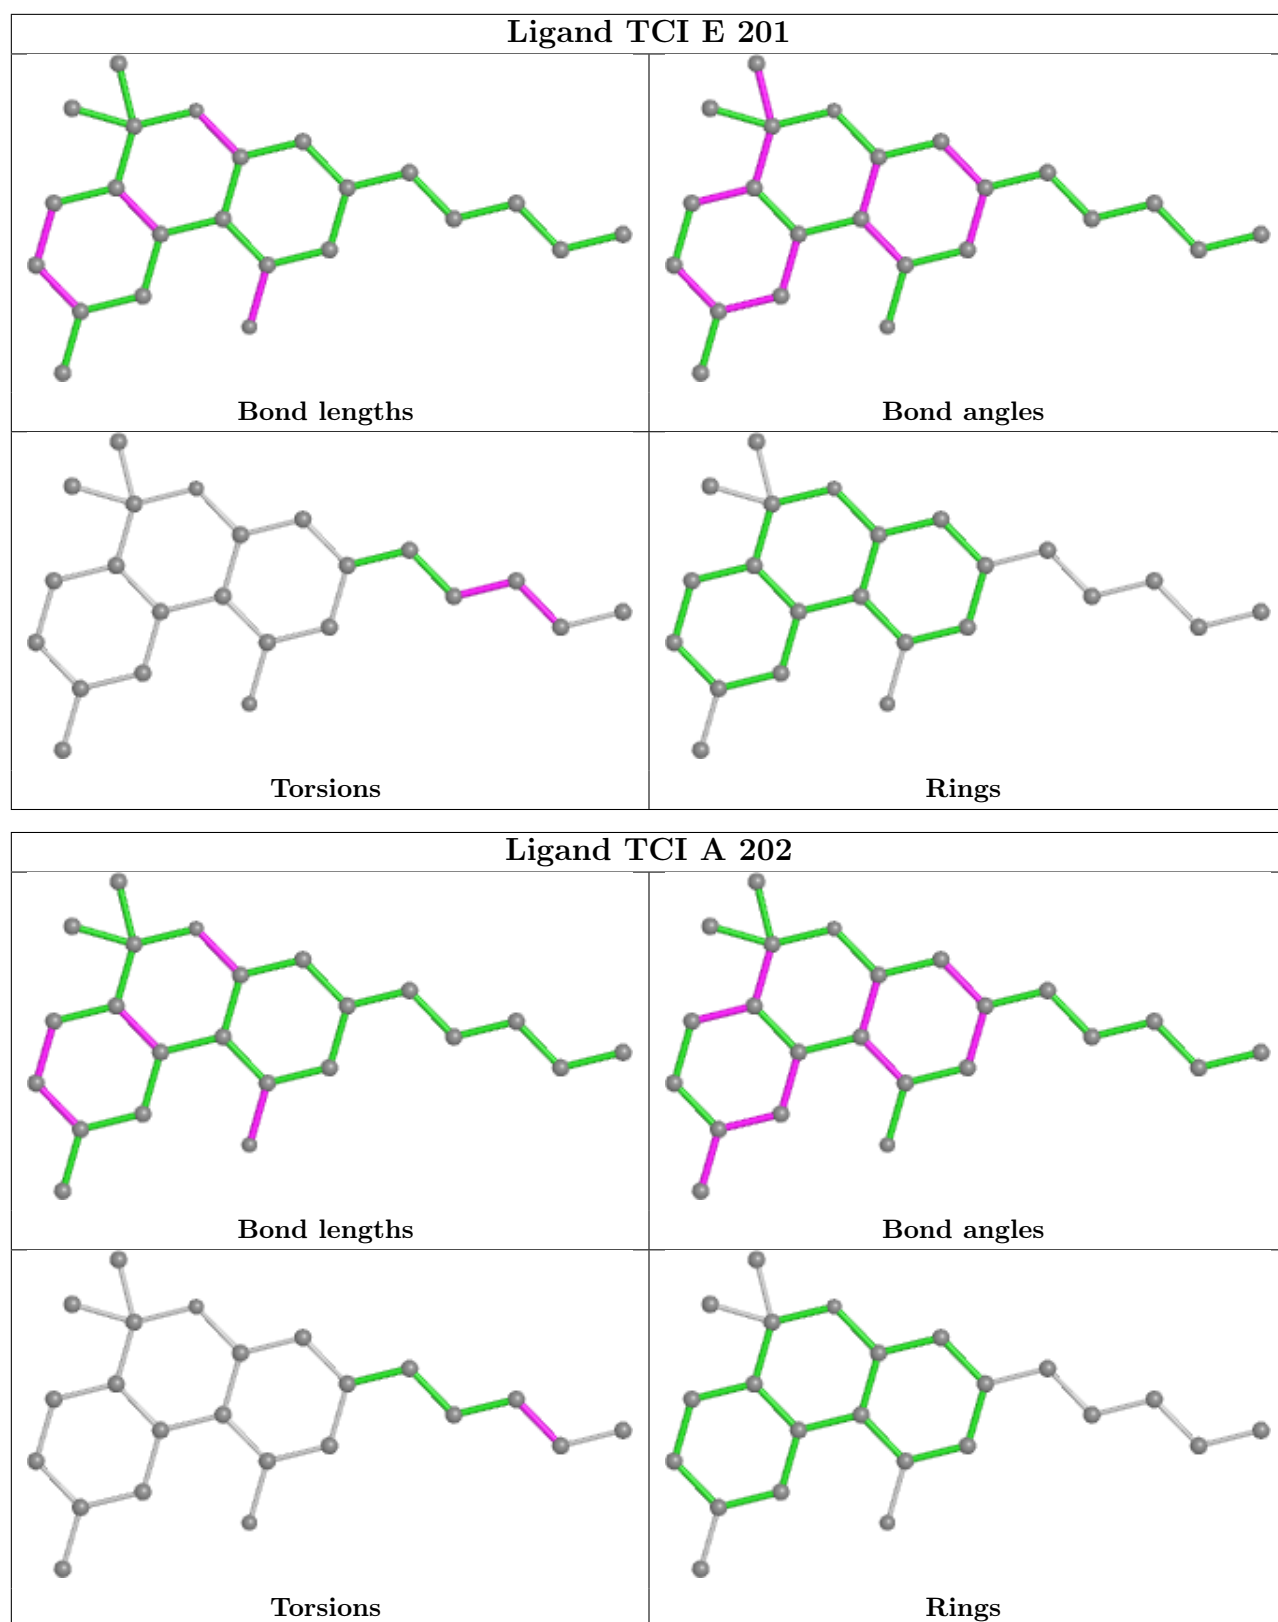 Ligand TCI E 201
Bond lengths
Bond angles
Torsions
Rings
Ligand TCI A 202
Bond lengths
Bond angles
Torsions
Rings